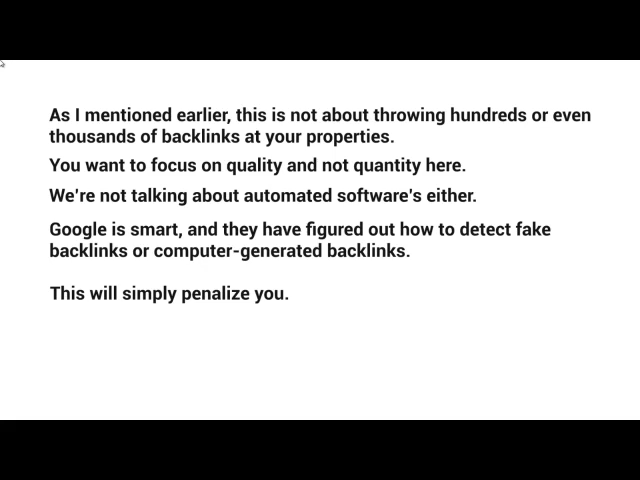 As I mentioned earlier, this is not about throwing hundreds or even
thousands of backlinks at your properties.
You want to focus on quality and not quantity here.
We're not talking about automated software's either.
Google is smart, and they have figured out how to detect fake
backlinks or computer-generated backlinks.
This will simply penalize you.